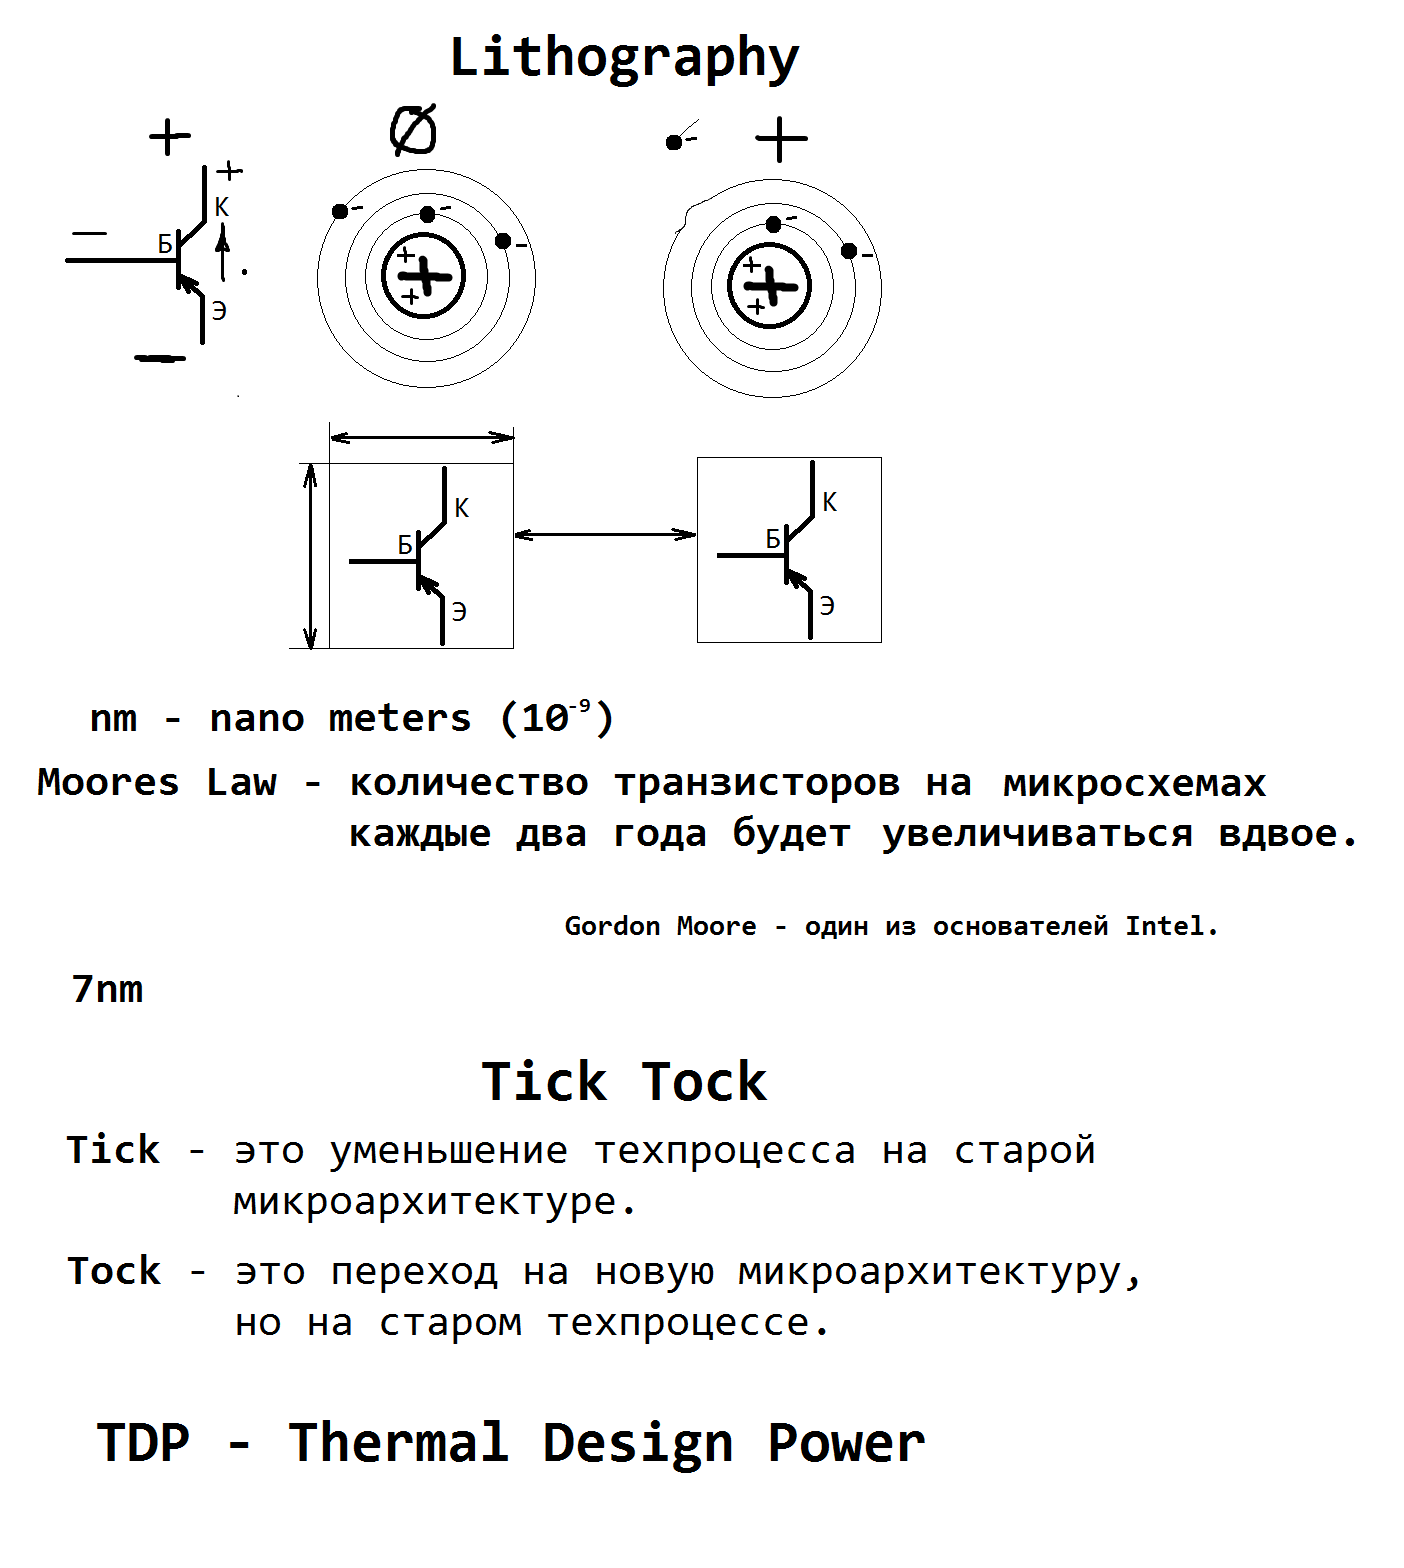 Lithography
+ Ø - +
+
К
-
Б
Э
-
- - -
+ + +
- -
+ + +
К
Б
Э
К
Б
Э
nm - nano meters (10⁻⁹)
Moores Law - количество транзисторов на микросхемах
каждые два года будет увеличиваться вдвое.
Gordon Moore - один из основателей Intel.
7nm
Tick Tock
Tick - это уменьшение техпроцесса на старой
микроархитектуре.
Tock - это переход на новую микроархитектуру,
но на старом техпроцессе.
TDP - Thermal Design Power